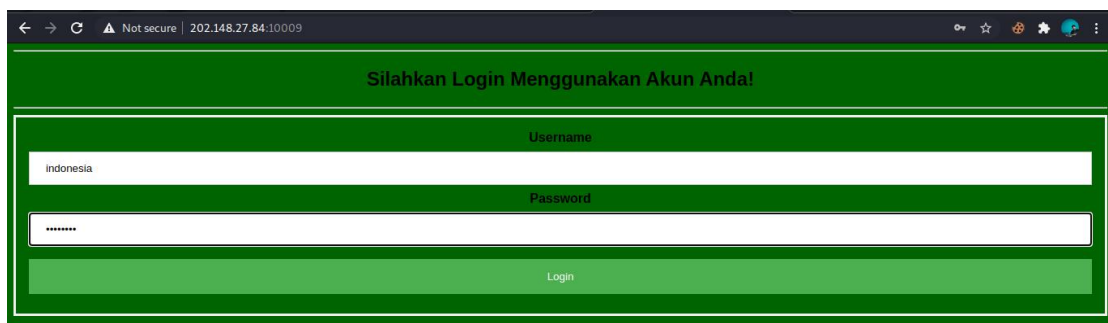 Not secure | 202.148.27.84:10009
Silahkan Login Menggunakan Akun Anda!
Username
indonesia
Password
••••••••
Login